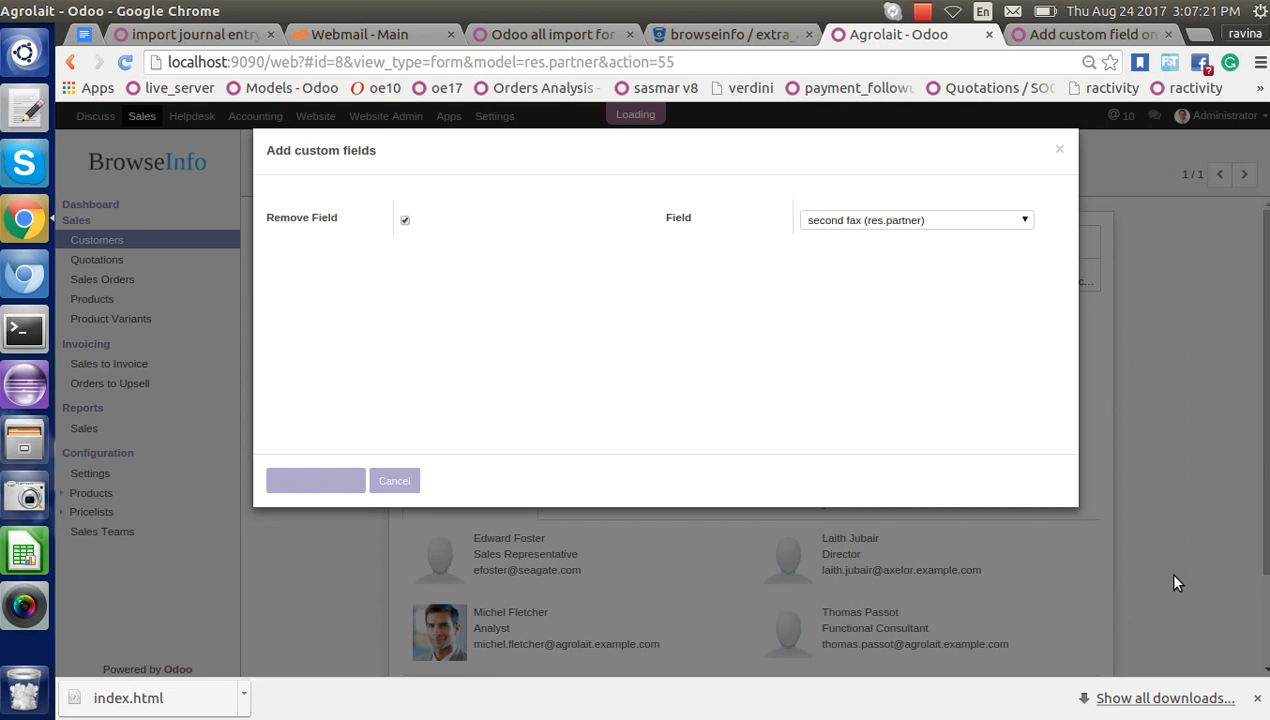 Agrolait - Odoo - Google Chrome
En
Thu Aug 24 2017 3:07:21 PM
import journal entry
Webmail - Main
Odoo all import for
browseinfo / extra_
Agrolait - Odoo
Add custom field on
ravina
localhost:9090/web?#id=8&view_type=form&model=res.partner&action=55
Apps
live_server
Models - Odoo
oe10
oe17
Orders Analysis -
sasmar v8
verdini
payment_follow
Quotations / SO
ractivity
ractivity
»
Discuss
Sales
Helpdesk
Accounting
Website
Website Admin
Apps
Settings
Loading
@ 10
Administrator
BrowseInfo
Add custom fields
×
1 / 1
Dashboard
Sales
Customers
Quotations
Sales Orders
Products
Product Variants
Invoicing
Sales to Invoice
Orders to Upsell
Reports
Sales
Configuration
Settings
Products
Pricelists
Sales Teams
Powered by Odoo
Remove Field
Field
second fax (res.partner)
c...
Cancel
Edward Foster
Sales Representative
efoster@seagate.com
Laith Jubair
Director
laith.jubair@axelor.example.com
Michel Fletcher
Analyst
michel.fletcher@agrolait.example.com
Thomas Passot
Functional Consultant
thomas.passot@agrolait.example.com
index.html
Show all downloads...
×